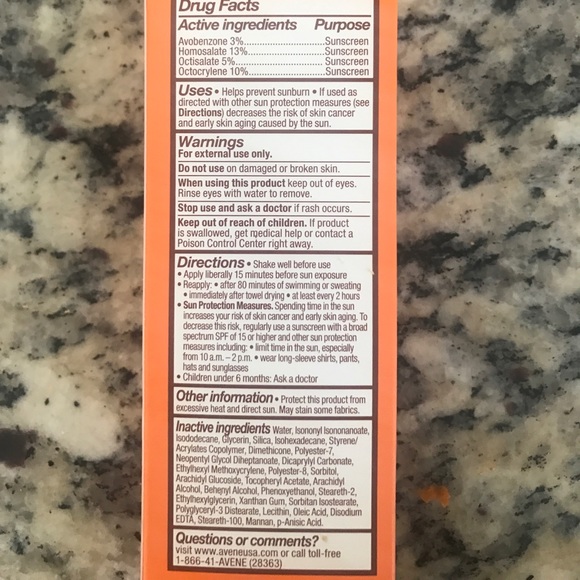 Drug Facts
Active ingredients Purpose
Avobenzone 3%............................Sunscreen
Homosalate 13%..........................Sunscreen
Octisalate 5%............................. Sunscreen
Octocrylene 10%.........................Sunscreen
Uses • Helps prevent sunburn • If used as
directed with other sun protection measures (see
Directions) decreases the risk of skin cancer
and early skin aging caused by the sun.
Warnings
For external use only.
Do not use on damaged or broken skin.
When using this product keep out of eyes.
Rinse eyes with water to remove.
Stop use and ask a doctor if rash occurs.
Keep out of reach of children. If product
is swallowed, get medical help or contact a
Poison Control Center right away.
Directions • Shake well before use
• Apply liberally 15 minutes before sun exposure
• Reapply: • after 80 minutes of swimming or sweating
• immediately after towel drying • at least every 2 hours
• Sun Protection Measures. Spending time in the sun
increases your risk of skin cancer and early skin aging. To
decrease this risk, regularly use a sunscreen with a broad
spectrum SPF of 15 or higher and other sun protection
measures including: • limit time in the sun, especially
from 10 a.m. – 2 p.m. • wear long-sleeve shirts, pants,
hats and sunglasses
• Children under 6 months: Ask a doctor
Other information • Protect this product from
excessive heat and direct sun. May stain some fabrics.
Inactive ingredients Water, Isononyl Isononanoate,
Isododecane, Glycerin, Silica, Isohexadecane, Styrene/
Acrylates Copolymer, Dimethicone, Polyester-7,
Neopentyl Glycol Diheptanoate, Dicaprylyl Carbonate,
Ethylhexyl Methoxycrylene, Polyester-8, Sorbitol,
Arachidyl Glucoside, Tocopheryl Acetate, Arachidyl
Alcohol, Behenyl Alcohol, Phenoxyethanol, Steareth-2,
Ethylhexylglycerin, Xanthan Gum, Sorbitan Isostearate,
Polyglyceryl-3 Distearate, Lecithin, Oleic Acid, Disodium
EDTA, Steareth-100, Mannan, p-Anisic Acid.
Questions or comments?
visit www.aveneusa.com or call toll-free
1-866-41-AVENE (28363)